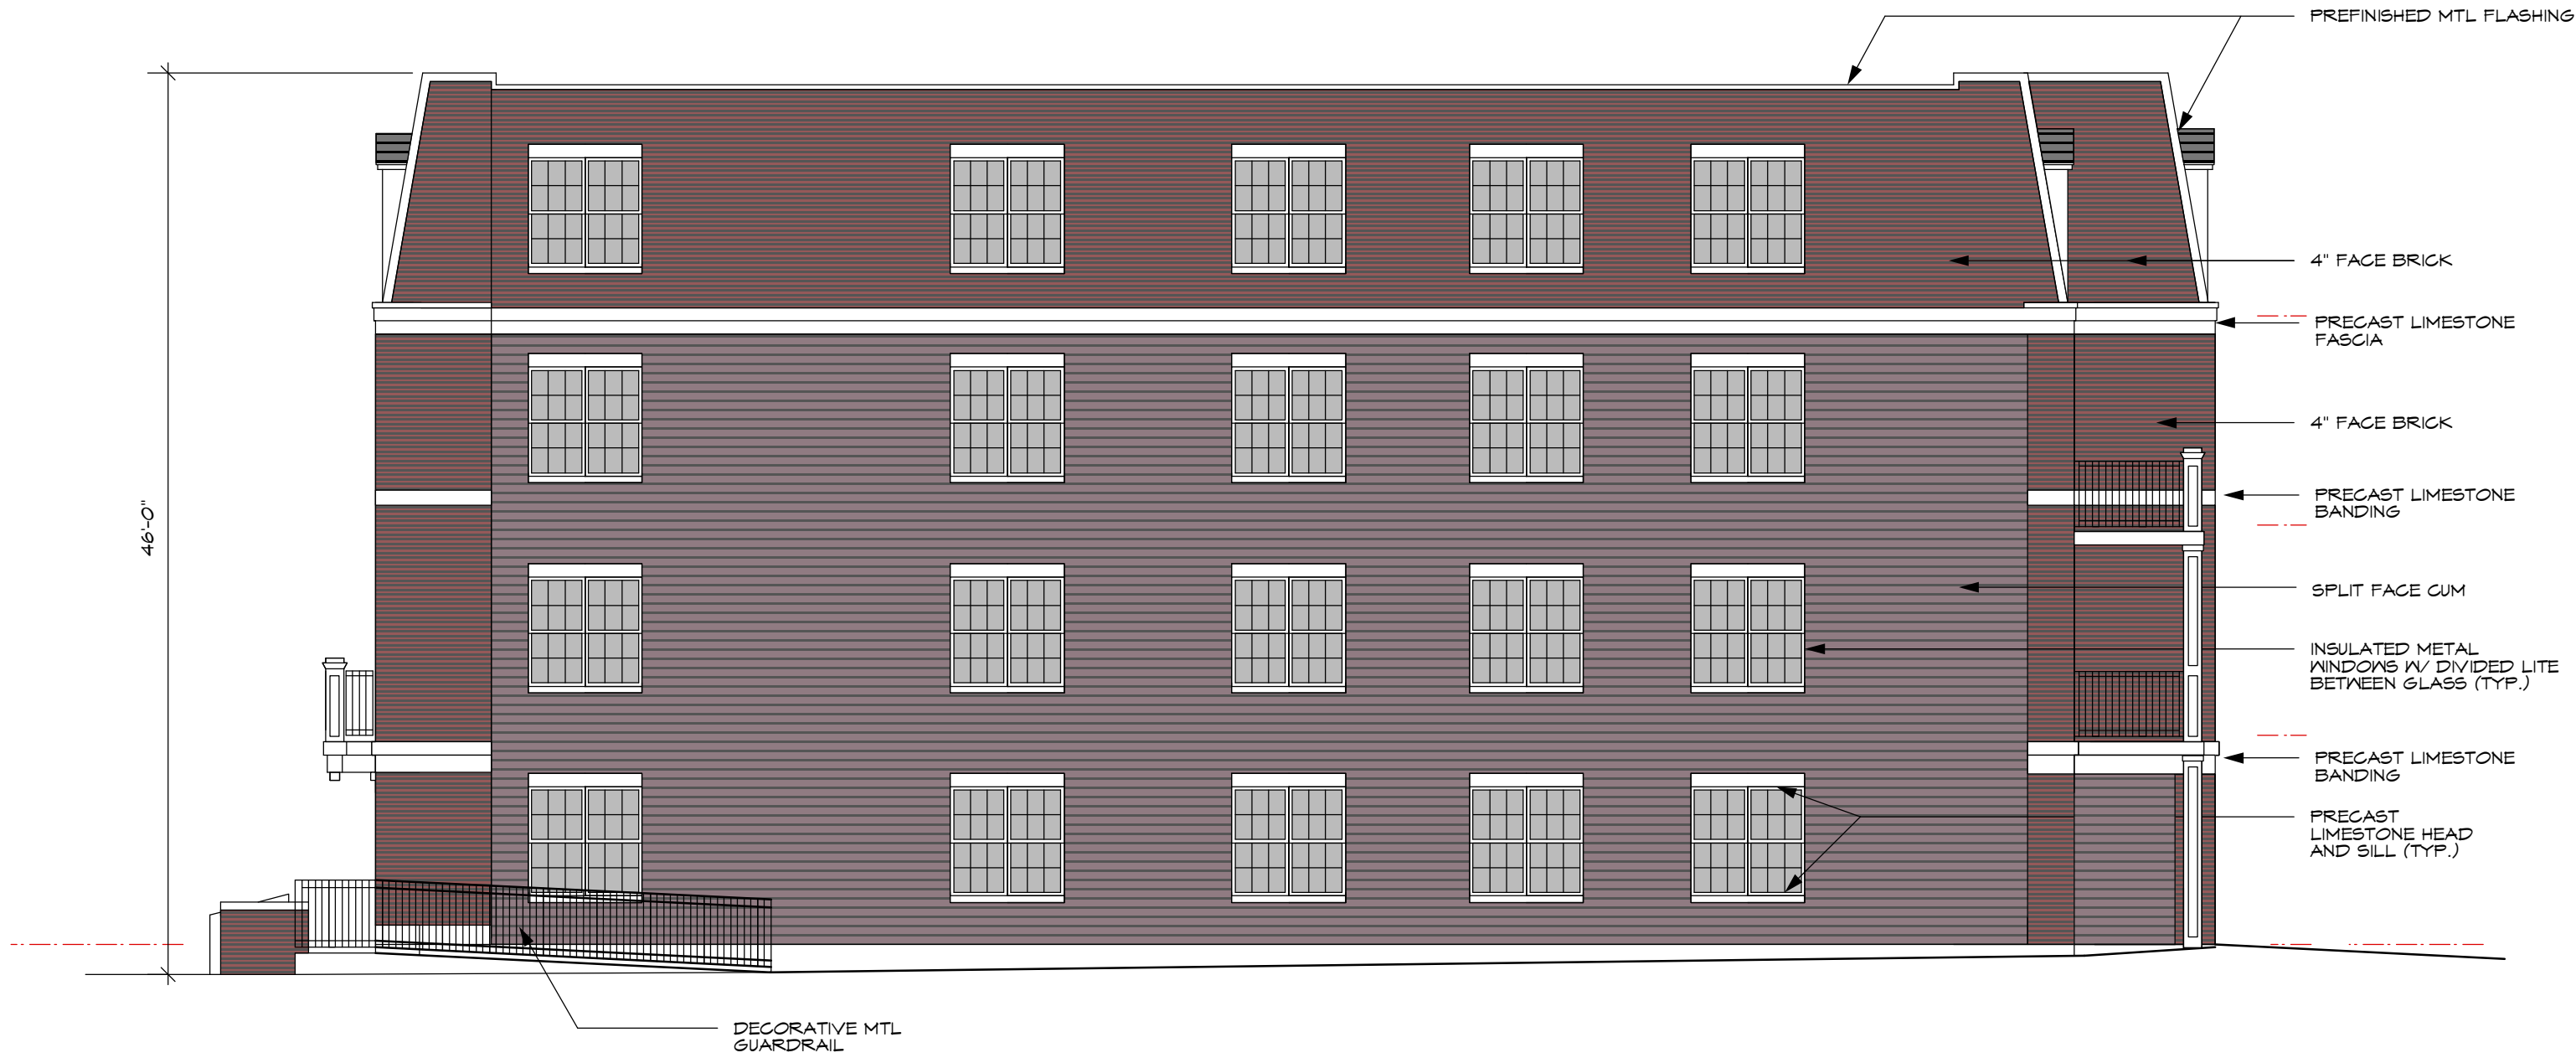 PREFINISHED MTL FLASHING
4" FACE BRICK
PRECAST LIMESTONE
FASCIA
4" FACE BRICK
46'-0"
PRECAST LIMESTONE
BANDING
SPLIT FACE CUM
INSULATED METAL
WINDOWS W/ DIVIDED LITE
BETWEEN GLASS (TYP.)
PRECAST LIMESTONE
BANDING
PRECAST
LIMESTONE HEAD
AND SILL (TYP.)
DECORATIVE MTL
GUARDRAIL